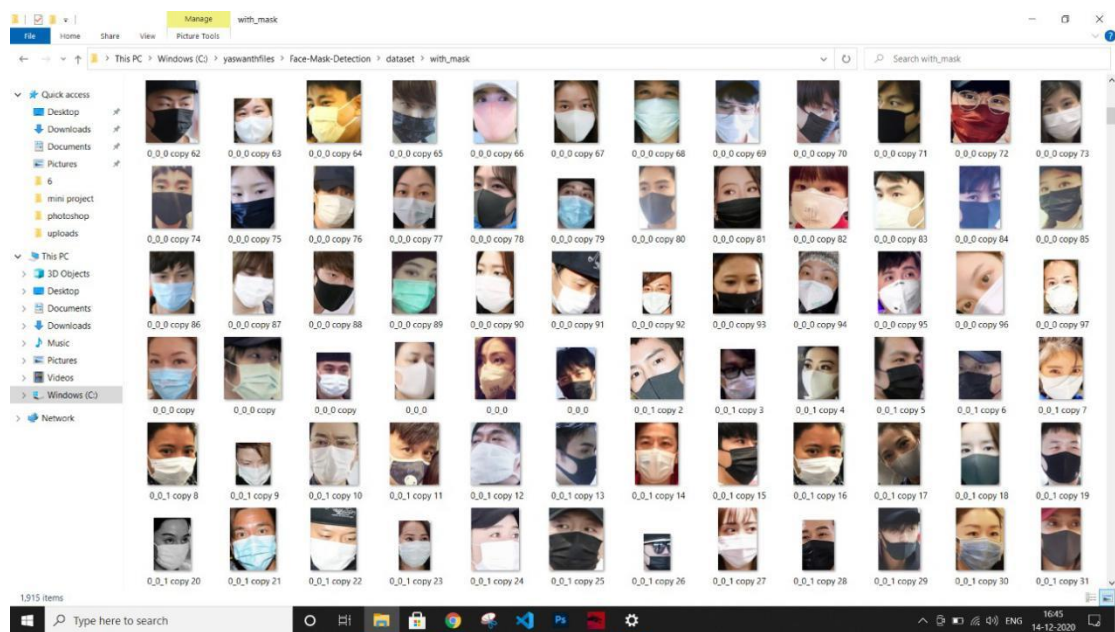 Manage
with_mask
File
Home
Share
View
Picture Tools
This PC > Windows (C:) > yaswanthfiles > Face-Mask-Detection > dataset > with_mask
Search with_mask
Quick access
Desktop
Downloads
Documents
Pictures
6
mini project
photoshop
uploads
This PC
3D Objects
Desktop
Documents
Downloads
Music
Pictures
Videos
Windows (C:)
Network
0_0_0 copy 62
0_0_0 copy 63
0_0_0 copy 64
0_0_0 copy 65
0_0_0 copy 66
0_0_0 copy 67
0_0_0 copy 68
0_0_0 copy 69
0_0_0 copy 70
0_0_0 copy 71
0_0_0 copy 72
0_0_0 copy 73
0_0_0 copy 74
0_0_0 copy 75
0_0_0 copy 76
0_0_0 copy 77
0_0_0 copy 78
0_0_0 copy 79
0_0_0 copy 80
0_0_0 copy 81
0_0_0 copy 82
0_0_0 copy 83
0_0_0 copy 84
0_0_0 copy 85
0_0_0 copy 86
0_0_0 copy 87
0_0_0 copy 88
0_0_0 copy 89
0_0_0 copy 90
0_0_0 copy 91
0_0_0 copy 92
0_0_0 copy 93
0_0_0 copy 94
0_0_0 copy 95
0_0_0 copy 96
0_0_0 copy 97
0_0_0 copy
0_0_0 copy
0_0_0 copy
0_0_0
0_0_0
0_0_0
0_0_1 copy 2
0_0_1 copy 3
0_0_1 copy 4
0_0_1 copy 5
0_0_1 copy 6
0_0_1 copy 7
0_0_1 copy 8
0_0_1 copy 9
0_0_1 copy 10
0_0_1 copy 11
0_0_1 copy 12
0_0_1 copy 13
0_0_1 copy 14
0_0_1 copy 15
0_0_1 copy 16
0_0_1 copy 17
0_0_1 copy 18
0_0_1 copy 19
0_0_1 copy 20
0_0_1 copy 21
0_0_1 copy 22
0_0_1 copy 23
0_0_1 copy 24
0_0_1 copy 25
0_0_1 copy 26
0_0_1 copy 27
0_0_1 copy 28
0_0_1 copy 29
0_0_1 copy 30
0_0_1 copy 31
1,915 items
Type here to search
Ps
ENG
16:45
14-12-2020